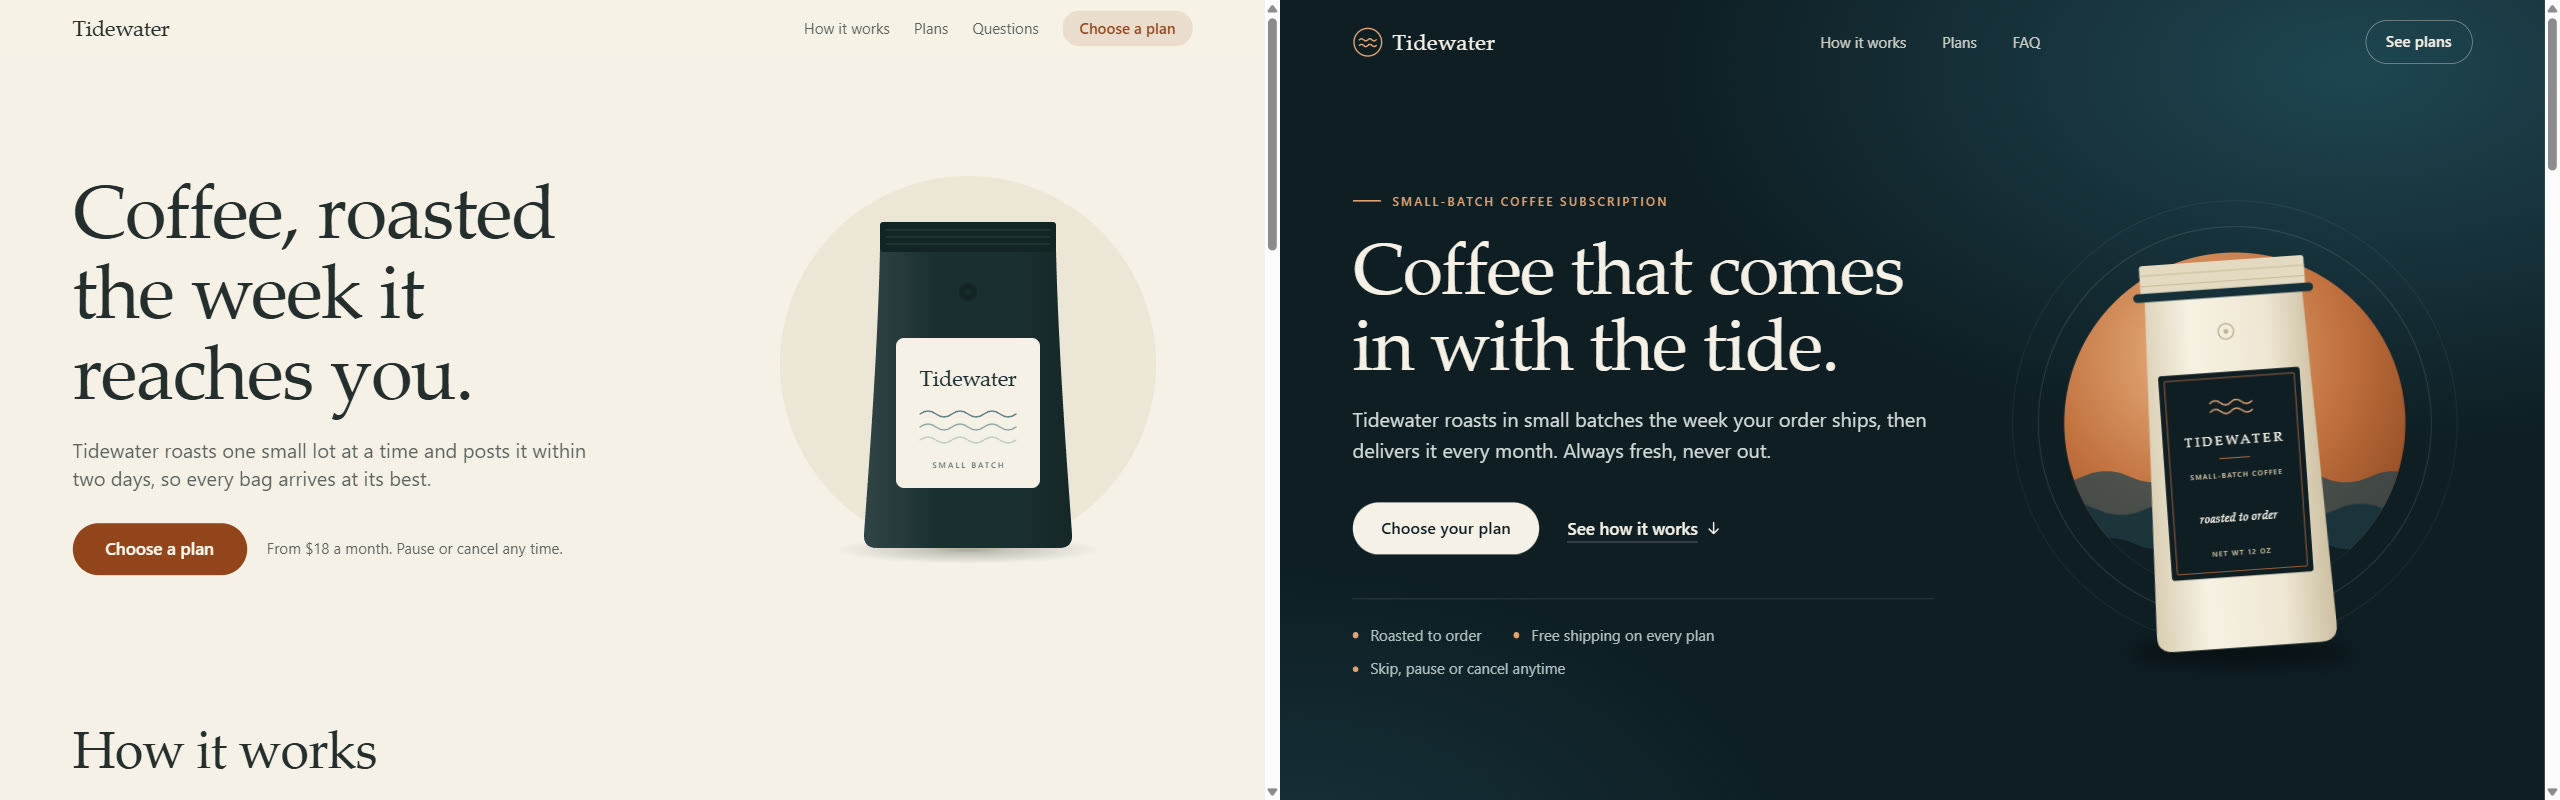 Tidewater
How it works
Plans
Questions
Choose a plan
Coffee, roasted
the week it
reaches you.
Tidewater roasts one small lot at a time and posts it within
two days, so every bag arrives at its best.
Choose a plan
From $18 a month. Pause or cancel any time.
Tidewater
SMALL BATCH
How it works
Tidewater
How it works
Plans
FAQ
See plans
SMALL-BATCH COFFEE SUBSCRIPTION
Coffee that comes
in with the tide.
Tidewater roasts in small batches the week your order ships, then
delivers it every month. Always fresh, never out.
Choose your plan
See how it works ↓
Roasted to order
Free shipping on every plan
Skip, pause or cancel anytime
TIDEWATER
SMALL-BATCH COFFEE
roasted to order
NET WT 12 OZ